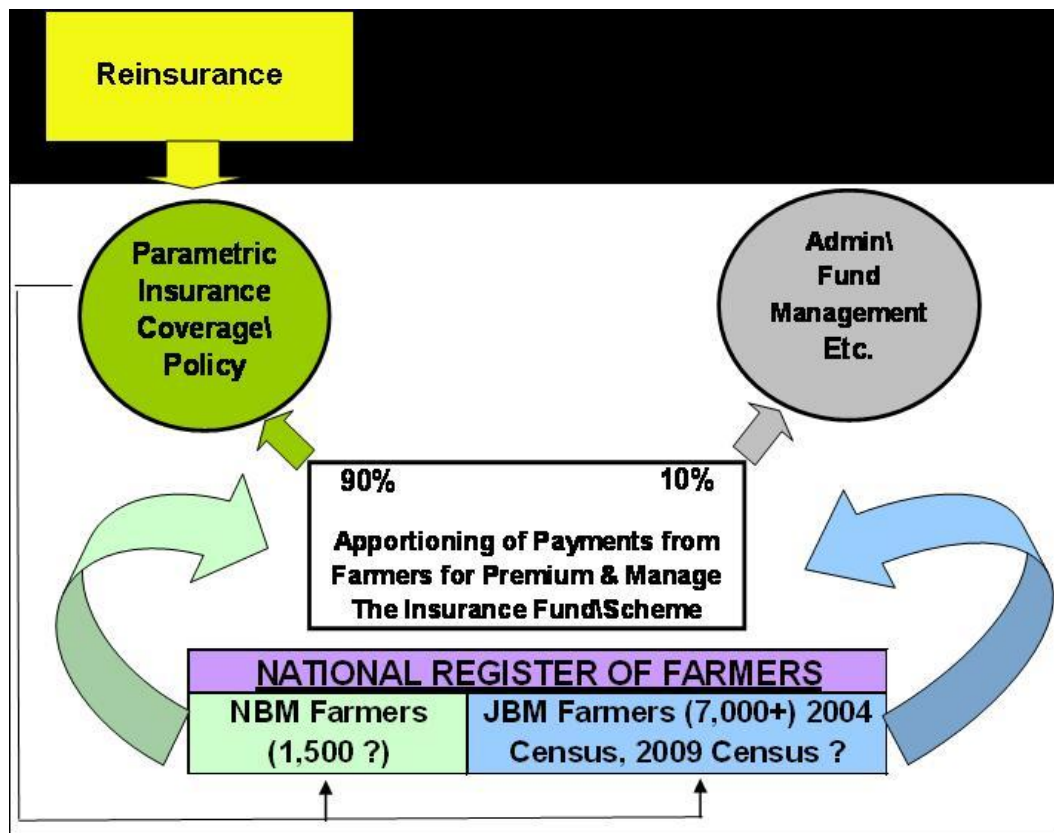 Reinsurance
Parametric
Insurance
Coverage\
Policy
Admin\
Fund
Management
Etc.
90% 10%
Apportioning of Payments from
Farmers for Premium & Manage
The Insurance Fund\Scheme
NATIONAL REGISTER OF FARMERS
NBM Farmers
(1,500 ?)
JBM Farmers (7,000+) 2004
Census, 2009 Census ?